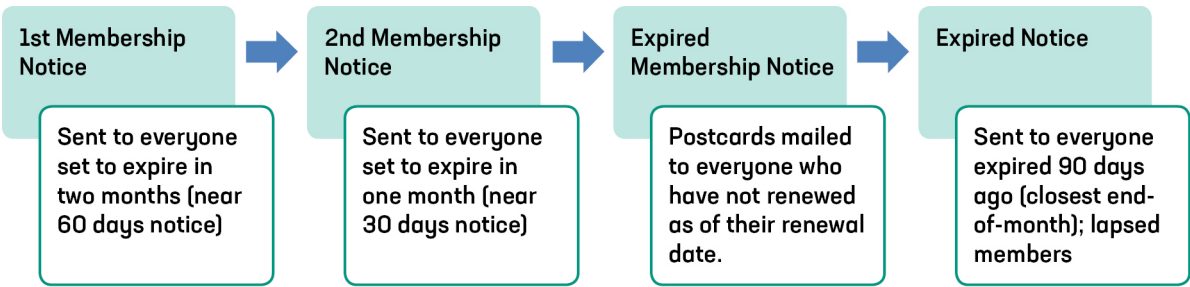 1st Membership
Notice
Sent to everyone
set to expire in
two months (near
60 days notice)
2nd Membership
Notice
Sent to everyone
set to expire in
one month (near
30 days notice)
Expired
Membership Notice
Postcards mailed
to everyone who
have not renewed
as of their renewal
date.
Expired Notice
Sent to everyone
expired 90 days
ago (closest end-
of-month); lapsed
members